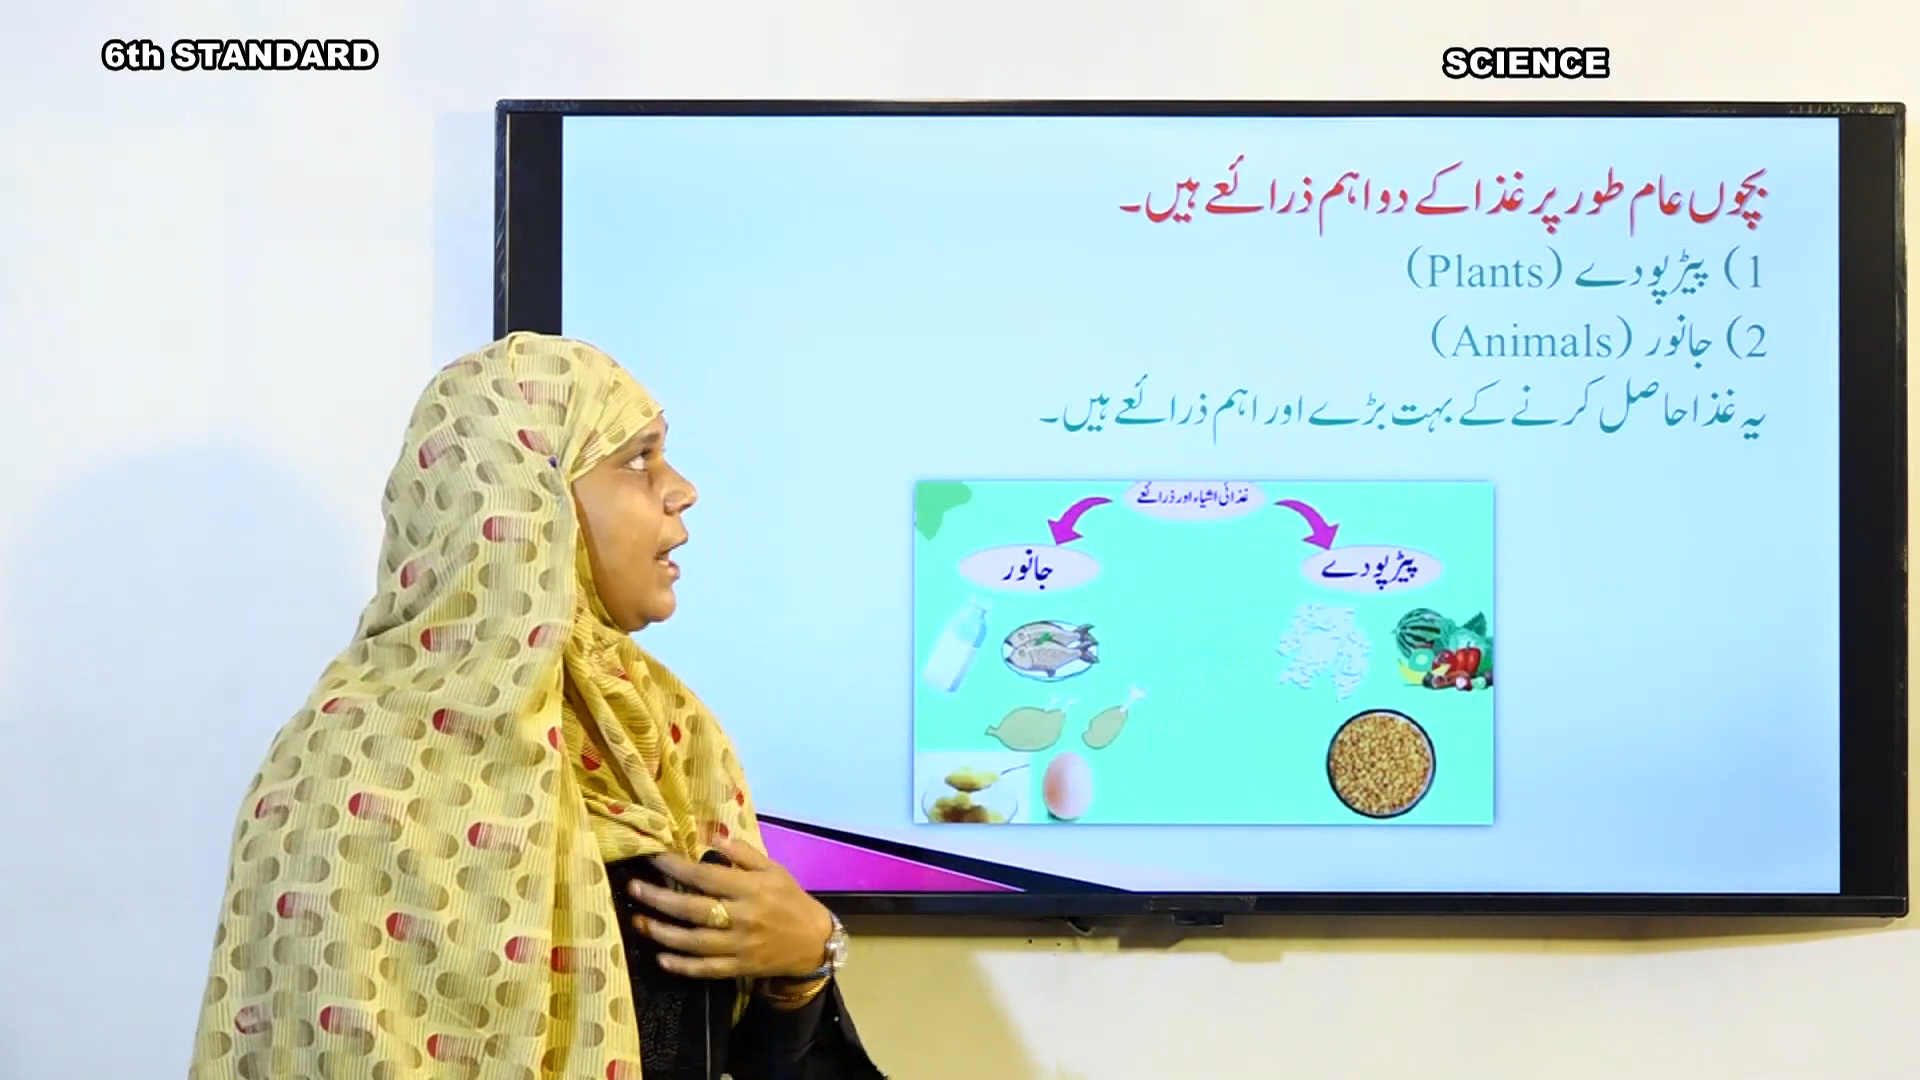 6th STANDARD
SCIENCE
بچوں عام طور پر غذا کے دو اہم ذرائع ہیں۔
1) پیڑ پودے (Plants)
2) جانور (Animals)
یہ غذا حاصل کرنے کے بہت بڑے اور اہم ذرائع ہیں۔
غذائی اشیاء اور ذرائع
پیڑ پودے
جانور